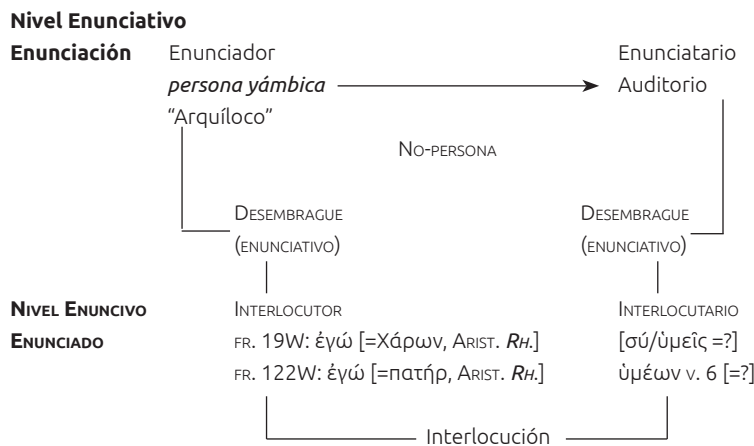 Nivel Enunciativo
Enunciación Enunciador Enunciatario
persona yámbica Auditorio
“Arquíloco”
No-persona
Desembrague Desembrague
(enunciativo) (enunciativo)
Nivel Enuncivo Interlocutor Interlocutario
Enunciado fr. 19W: ἐγώ [=Χάρων, Arist. Rh.] [σύ/ὑμεῖς =?]
fr. 122W: ἐγώ [=πατήρ, Arist. Rh.] ὑμέων v. 6 [=?]
Interlocución